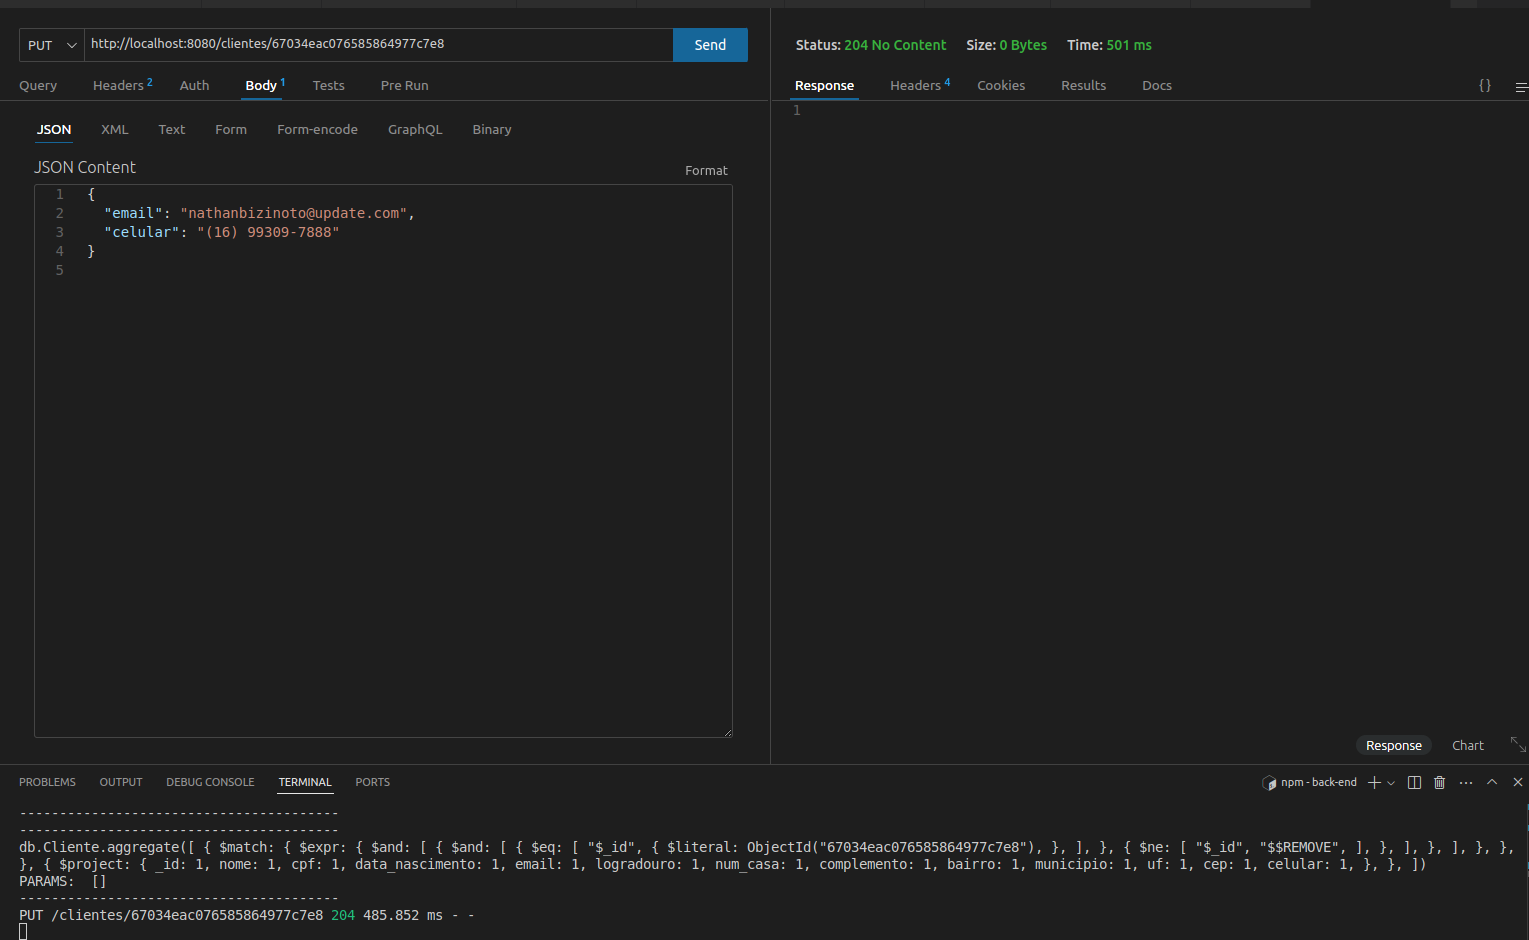 PUT http://localhost:8080/clientes/67034eac076585864977c7e8 Send
Query Headers 2 Auth Body 1 Tests Pre Run
JSON XML Text Form Form-encode GraphQL Binary
JSON Content Format
1 {
2 "email": "nathanbizinoto@update.com",
3 "celular": "(16) 99309-7888"
4 }
5
Status: 204 No Content Size: 0 Bytes Time: 501 ms
Response Headers 4 Cookies Results Docs {}
1
Response Chart
PROBLEMS OUTPUT DEBUG CONSOLE TERMINAL PORTS npm - back-end
----------------------------------------
----------------------------------------
db.Cliente.aggregate([ { $match: { $expr: { $and: [ { $and: [ { $eq: [ "$_id", { $literal: ObjectId("67034eac076585864977c7e8"), }, ], }, { $ne: [ "$_id", "$$REMOVE", ], }, ], }, ], }, },
}, { $project: { _id: 1, nome: 1, cpf: 1, data_nascimento: 1, email: 1, logradouro: 1, num_casa: 1, complemento: 1, bairro: 1, municipio: 1, uf: 1, cep: 1, celular: 1, }, }, ])
PARAMS: []
----------------------------------------
PUT /clientes/67034eac076585864977c7e8 204 485.852 ms - -